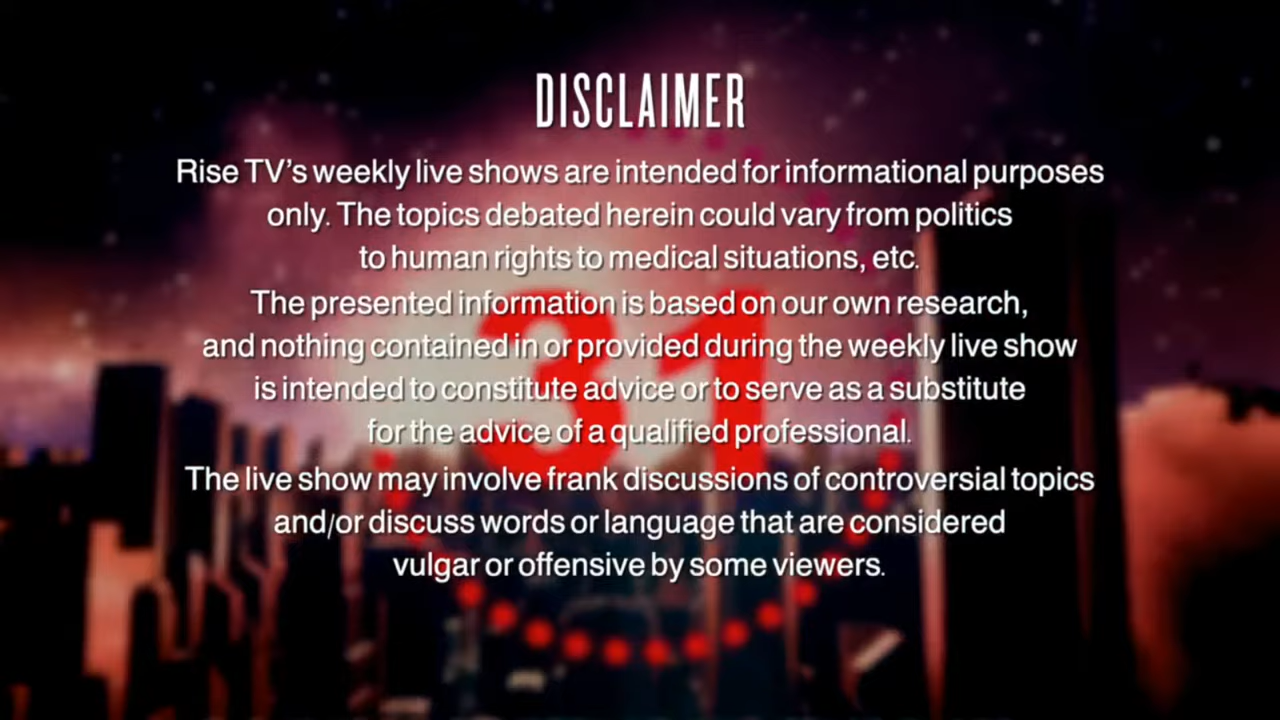 DISCLAIMER
Rise TV’s weekly live shows are intended for informational purposes
only. The topics debated herein could vary from politics
to human rights to medical situations, etc.
The presented information is based on our own research,
and nothing contained in or provided during the weekly live show
is intended to constitute advice or to serve as a substitute
for the advice of a qualified professional.
The live show may involve frank discussions of controversial topics
and/or discuss words or language that are considered
vulgar or offensive by some viewers.
31